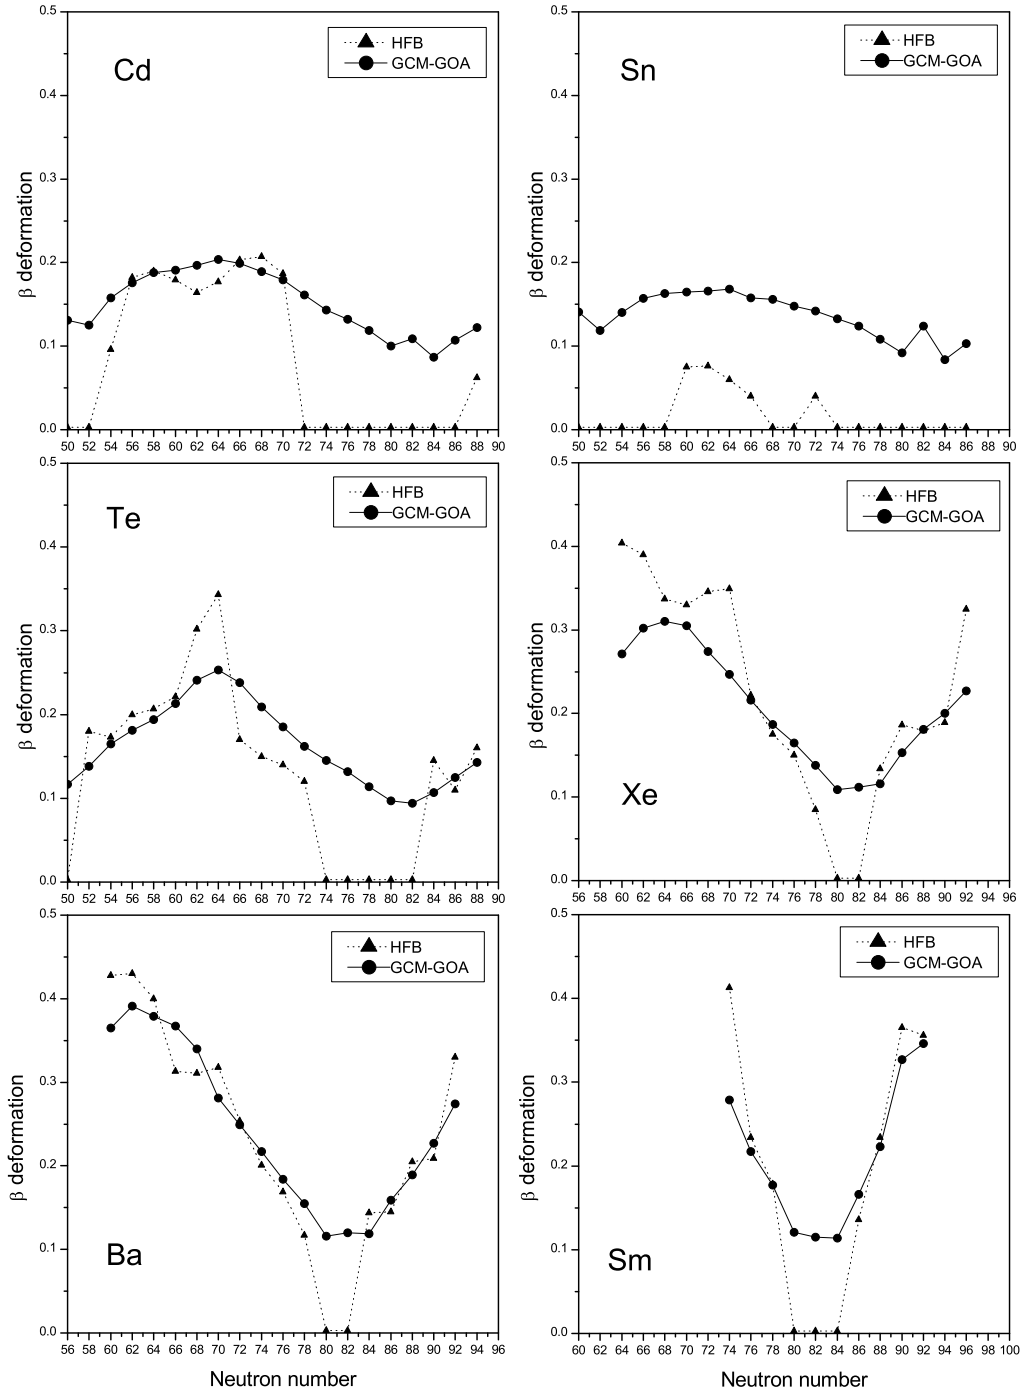 Cd
HFB
GCM-GOA
β deformation
0.5
0.4
0.3
0.2
0.1
0.0
50 52 54 56 58 60 62 64 66 68 70 72 74 76 78 80 82 84 86 88 90
Sn
HFB
GCM-GOA
β deformation
0.5
0.4
0.3
0.2
0.1
0.0
50 52 54 56 58 60 62 64 66 68 70 72 74 76 78 80 82 84 86 88 90
Te
HFB
GCM-GOA
β deformation
0.5
0.4
0.3
0.2
0.1
0.0
50 52 54 56 58 60 62 64 66 68 70 72 74 76 78 80 82 84 86 88 90
Xe
HFB
GCM-GOA
β deformation
0.5
0.4
0.3
0.2
0.1
0.0
56 58 60 62 64 66 68 70 72 74 76 78 80 82 84 86 88 90 92 94 96
Ba
HFB
GCM-GOA
β deformation
0.5
0.4
0.3
0.2
0.1
0.0
56 58 60 62 64 66 68 70 72 74 76 78 80 82 84 86 88 90 92 94 96
Neutron number
Sm
HFB
GCM-GOA
β deformation
0.5
0.4
0.3
0.2
0.1
0.0
60 62 64 66 68 70 72 74 76 78 80 82 84 86 88 90 92 94 96 98 100
Neutron number